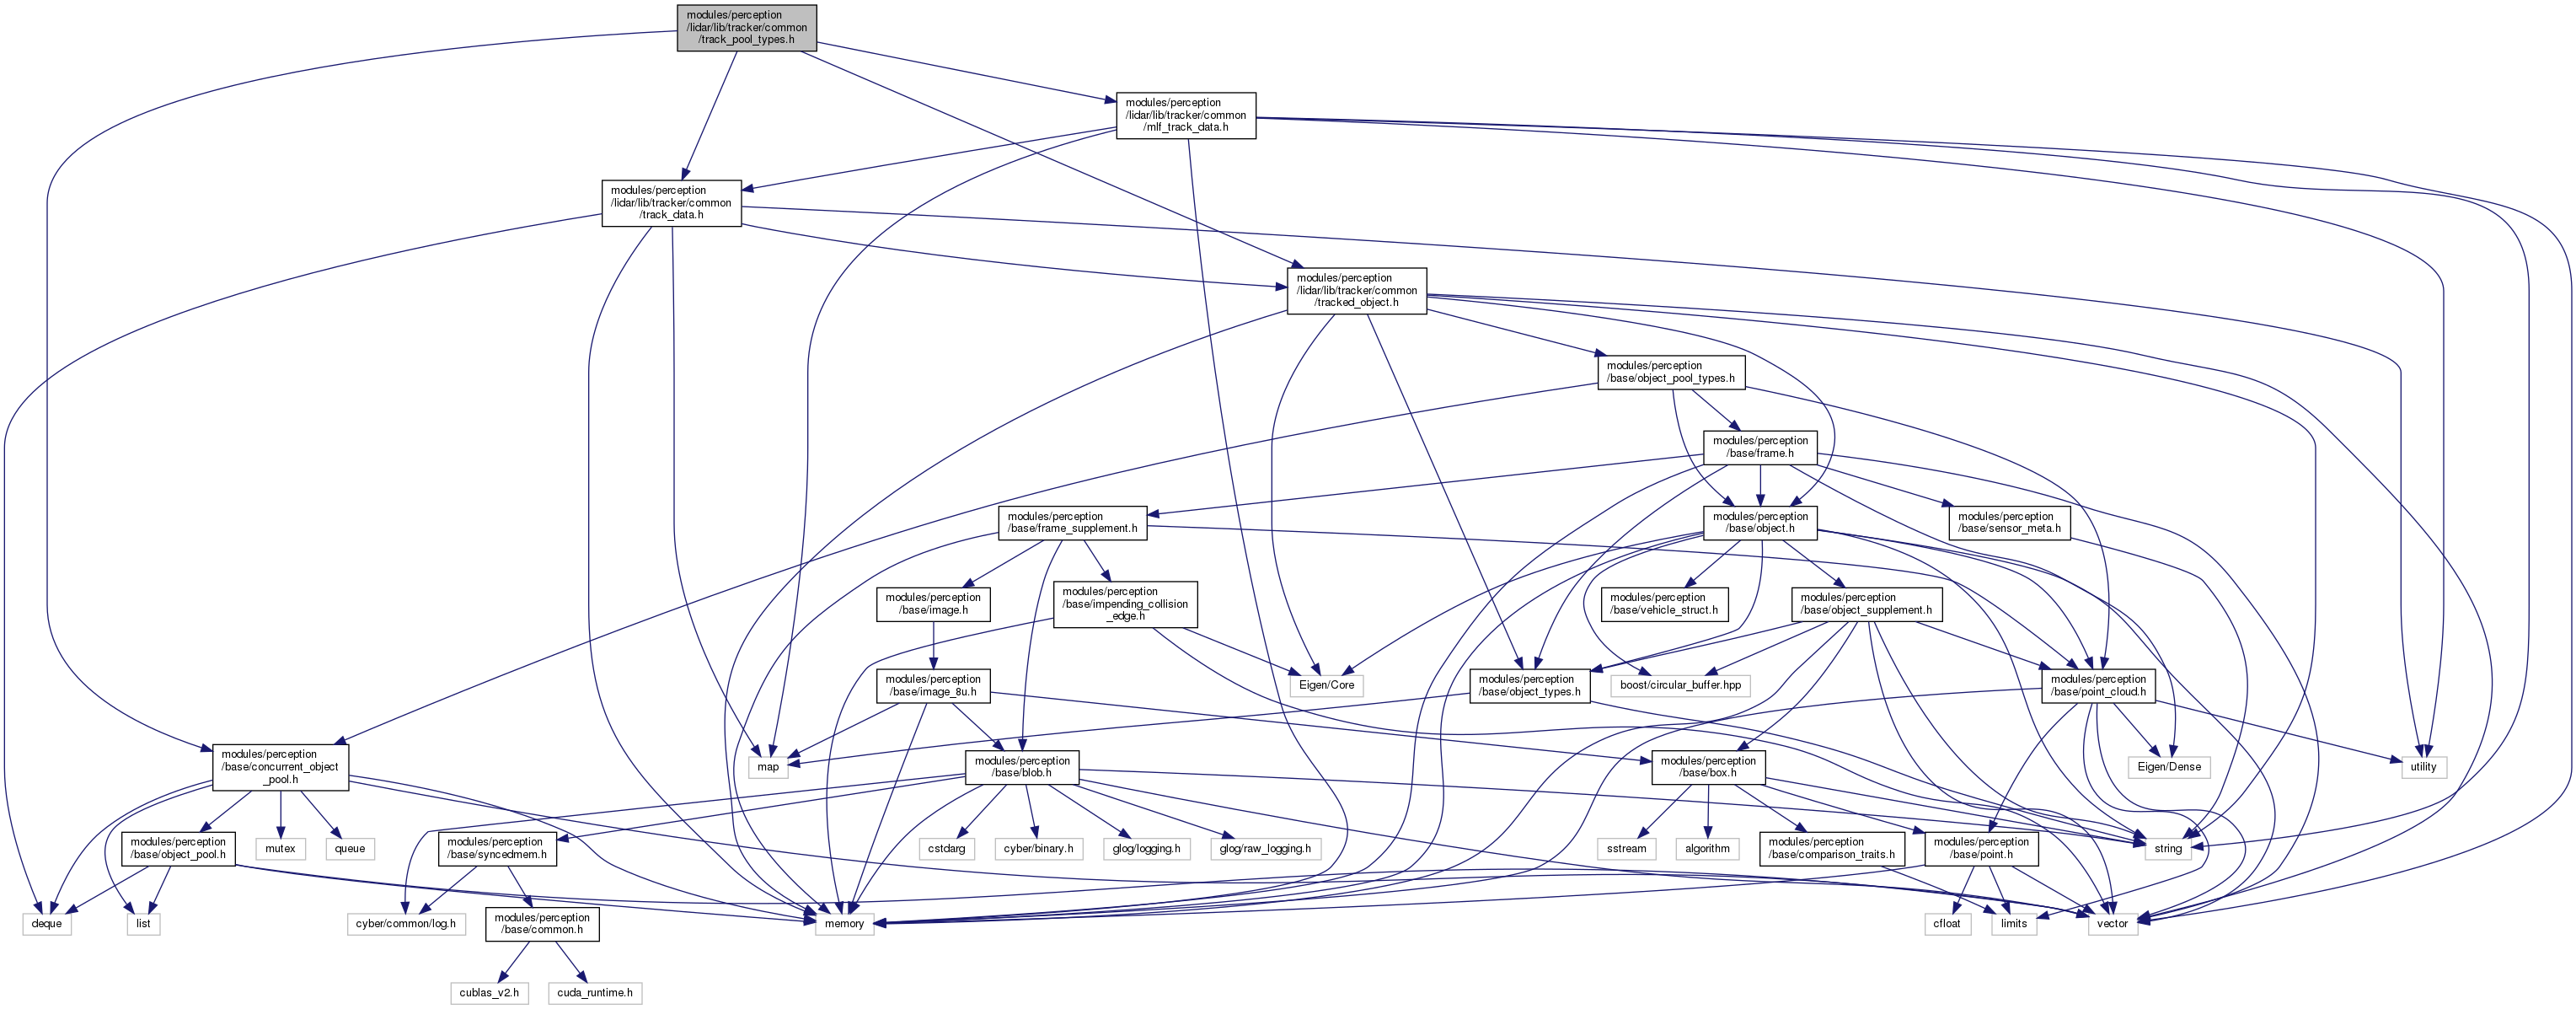 modules/perception
/lidar/lib/tracker/common
/track_pool_types.h
modules/perception
/lidar/lib/tracker/common
/mlf_track_data.h
modules/perception
/lidar/lib/tracker/common
/track_data.h
modules/perception
/lidar/lib/tracker/common
/tracked_object.h
modules/perception
/base/object_pool_types.h
modules/perception
/base/frame.h
modules/perception
/base/frame_supplement.h
modules/perception
/base/object.h
modules/perception
/base/sensor_meta.h
modules/perception
/base/image.h
modules/perception
/base/impending_collision
_edge.h
modules/perception
/base/vehicle_struct.h
modules/perception
/base/object_supplement.h
modules/perception
/base/image_8u.h
Eigen/Core
modules/perception
/base/object_types.h
boost/circular_buffer.hpp
modules/perception
/base/point_cloud.h
modules/perception
/base/concurrent_object
_pool.h
map
modules/perception
/base/blob.h
modules/perception
/base/box.h
Eigen/Dense
utility
modules/perception
/base/object_pool.h
mutex
queue
modules/perception
/base/syncedmem.h
cstdarg
cyber/binary.h
glog/logging.h
glog/raw_logging.h
sstream
algorithm
modules/perception
/base/comparison_traits.h
modules/perception
/base/point.h
string
deque
list
cyber/common/log.h
modules/perception
/base/common.h
memory
cfloat
limits
vector
cublas_v2.h
cuda_runtime.h